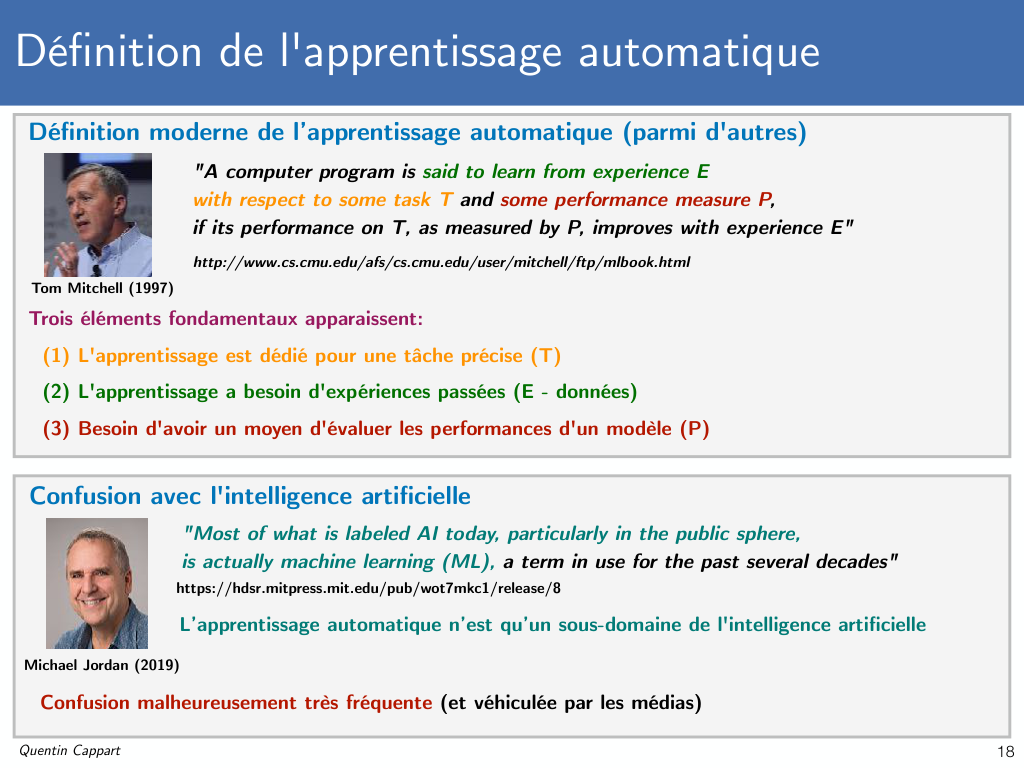 Définition de l'apprentissage automatique
Définition moderne de l'apprentissage automatique (parmi d'autres)
"A computer program is said to learn from experience E
with respect to some task T and some performance measure P,
if its performance on T, as measured by P, improves with experience E"
http://www.cs.cmu.edu/afs/cs.cmu.edu/user/mitchell/ftp/mlbook.html
Tom Mitchell (1997)
Trois éléments fondamentaux apparaissent:
(1) L'apprentissage est dédié pour une tâche précise (T)
(2) L'apprentissage a besoin d'expériences passées (E - données)
(3) Besoin d'avoir un moyen d'évaluer les performances d'un modèle (P)
Confusion avec l'intelligence artificielle
"Most of what is labeled AI today, particularly in the public sphere,
is actually machine learning (ML), a term in use for the past several decades"
https://hdsr.mitpress.mit.edu/pub/wot7mkc1/release/8
L'apprentissage automatique n'est qu'un sous-domaine de l'intelligence artificielle
Michael Jordan (2019)
Confusion malheureusement très fréquente (et véhiculée par les médias)
Quentin Cappart
18